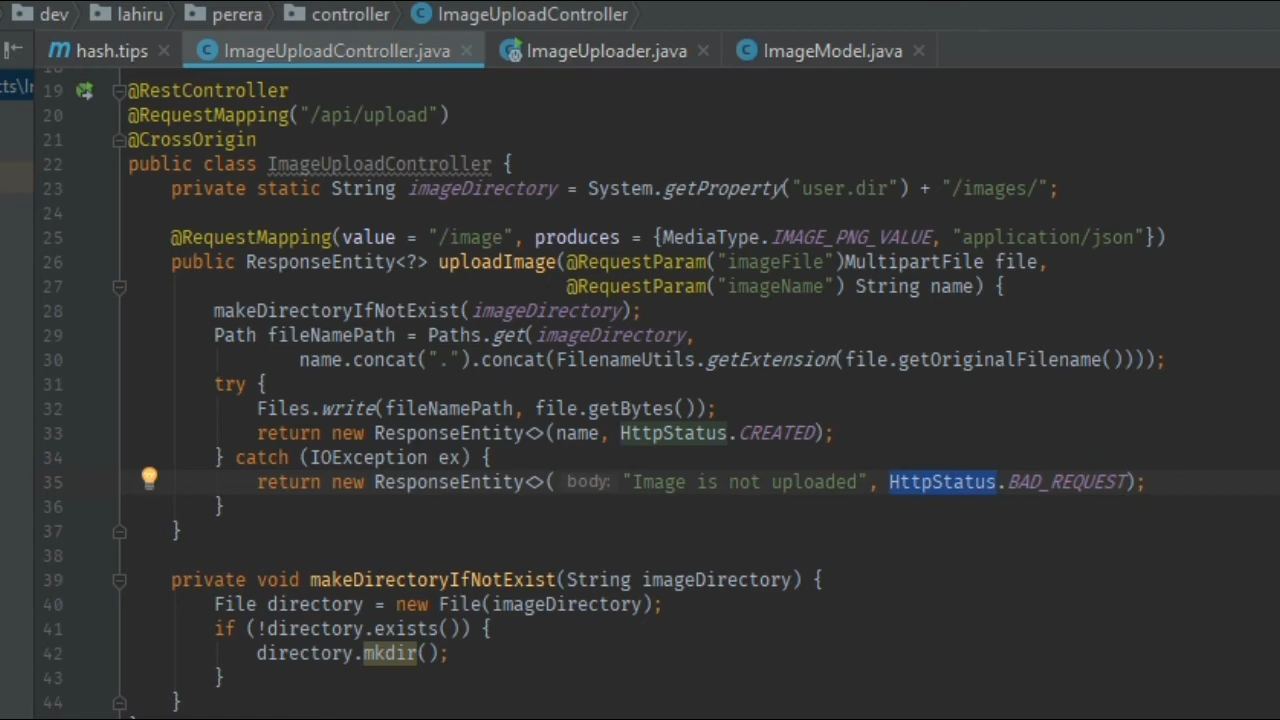 dev lahiru perera controller ImageUploadController
hash.tips ImageUploadController.java ImageUploader.java ImageModel.java
19 @RestController
20 @RequestMapping("/api/upload")
21 @CrossOrigin
22 public class ImageUploadController {
23 private static String imageDirectory = System.getProperty("user.dir") + "/images/";
24
25 @RequestMapping(value = "/image", produces = {MediaType.IMAGE_PNG_VALUE, "application/json"})
26 public ResponseEntity<?> uploadImage(@RequestParam("imageFile")MultipartFile file,
27 @RequestParam("imageName") String name) {
28 makeDirectoryIfNotExist(imageDirectory);
29 Path fileNamePath = Paths.get(imageDirectory,
30 name.concat(".").concat(FilenameUtils.getExtension(file.getOriginalFilename())));
31 try {
32 Files.write(fileNamePath, file.getBytes());
33 return new ResponseEntity<>(name, HttpStatus.CREATED);
34 } catch (IOException ex) {
35 return new ResponseEntity<>( body: "Image is not uploaded", HttpStatus.BAD_REQUEST);
36 }
37 }
38
39 private void makeDirectoryIfNotExist(String imageDirectory) {
40 File directory = new File(imageDirectory);
41 if (!directory.exists()) {
42 directory.mkdir();
43 }
44 }